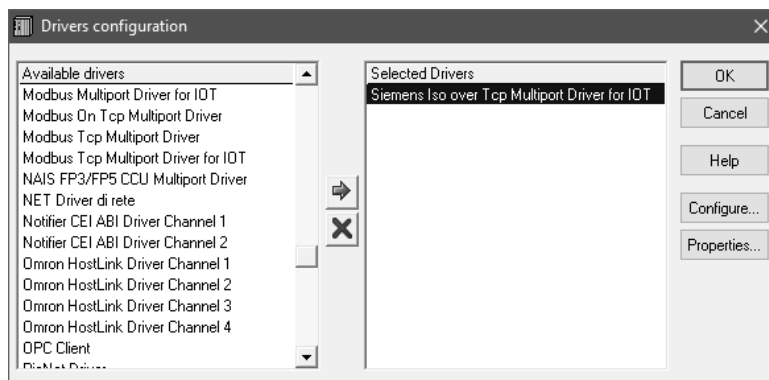 Drivers configuration
Available drivers
Modbus Multiport Driver for IOT
Modbus On Tcp Multiport Driver
Modbus Tcp Multiport Driver
Modbus Tcp Multiport Driver for IOT
NAIS FP3/FP5 CCU Multiport Driver
NET Driver di rete
Notifier CEI ABI Driver Channel 1
Notifier CEI ABI Driver Channel 2
Omron HostLink Driver Channel 1
Omron HostLink Driver Channel 2
Omron HostLink Driver Channel 3
Omron HostLink Driver Channel 4
OPC Client
Selected Drivers
Siemens Iso over Tcp Multiport Driver for IOT
OK
Cancel
Help
Configure...
Properties...